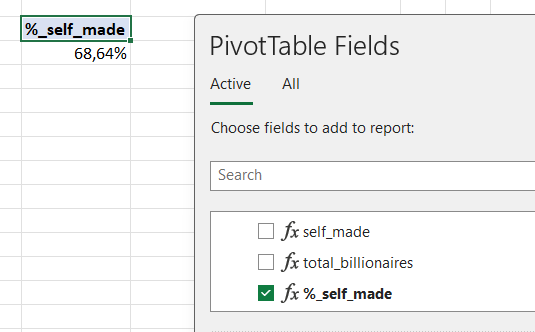 %_self_made
68,64%
PivotTable Fields
Active All
Choose fields to add to report:
Search
fx self_made
fx total_billionaires
fx %_self_made